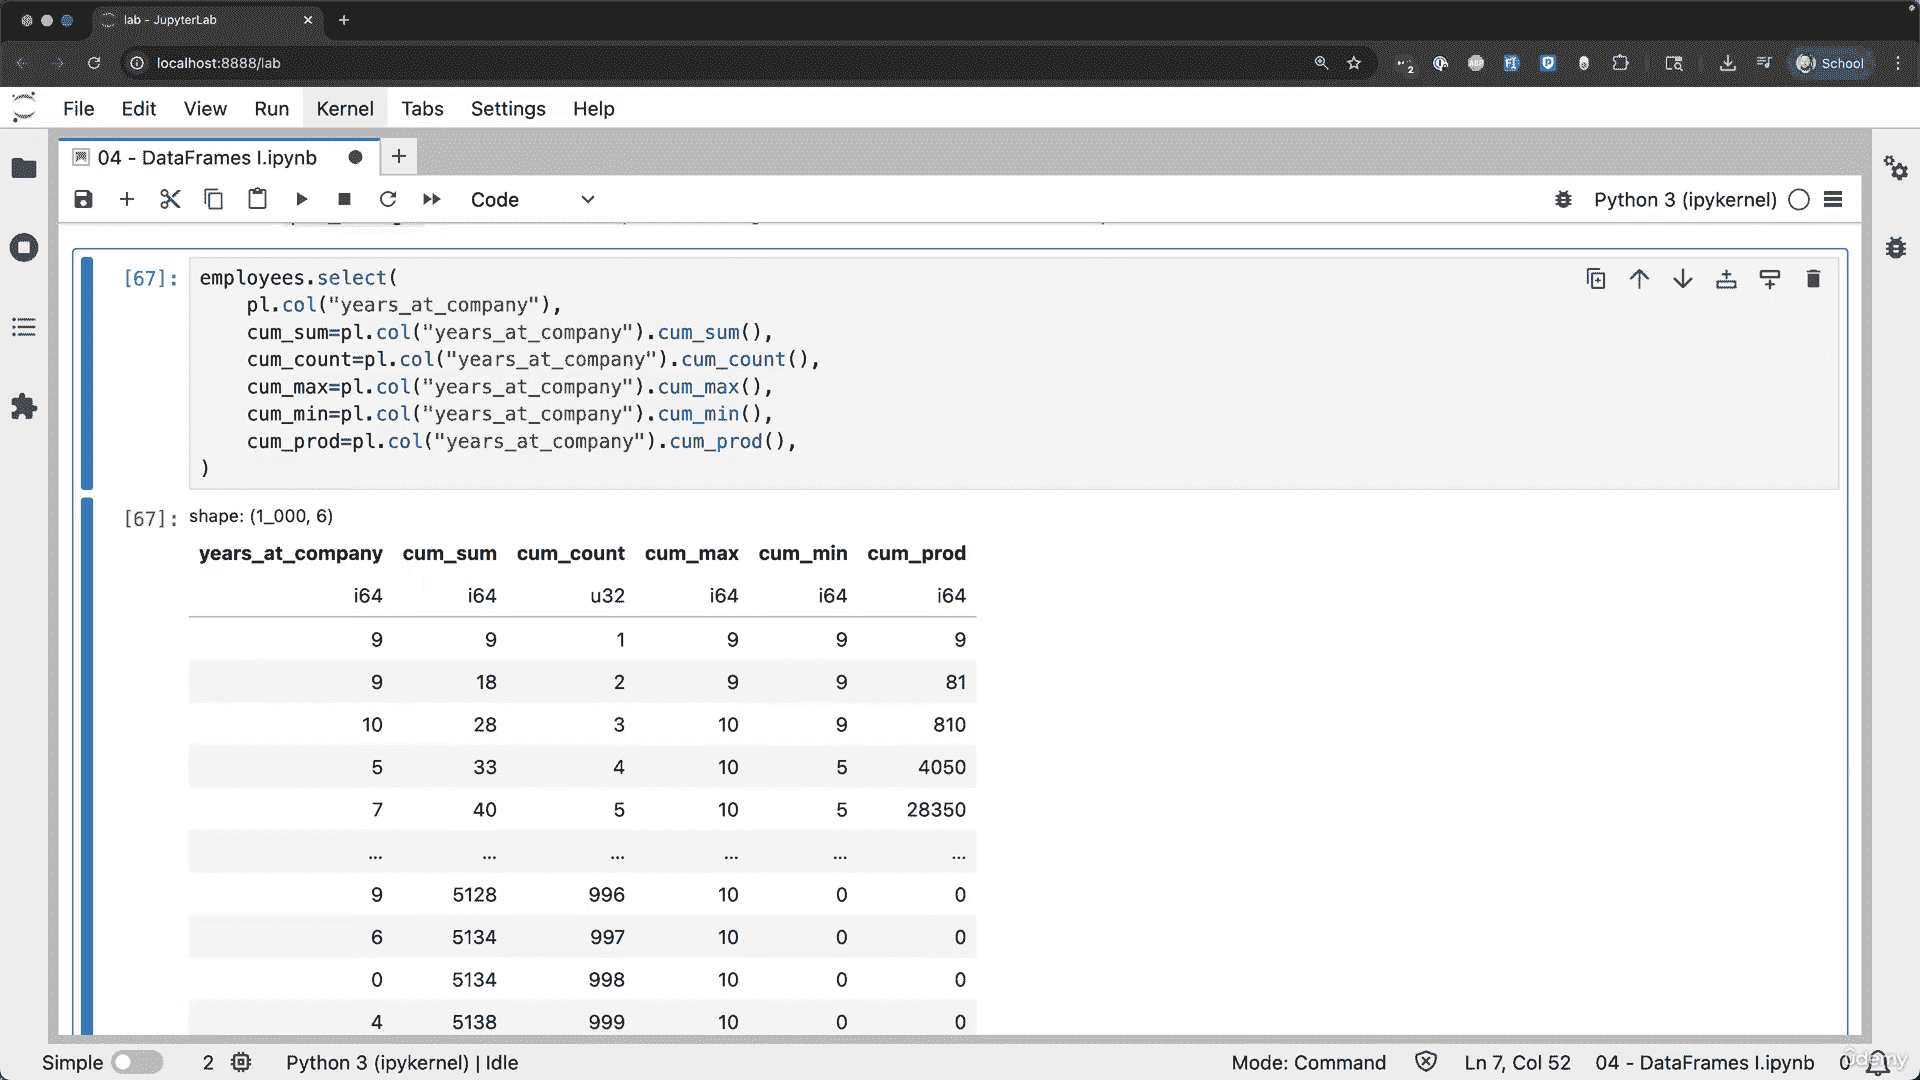 lab - JupyterLab
localhost:8888/lab
2
School
File Edit View Run Kernel Tabs Settings Help
04 - DataFrames I.ipynb
Code
Python 3 (ipykernel)
[67]: employees.select(
pl.col("years_at_company"),
cum_sum=pl.col("years_at_company").cum_sum(),
cum_count=pl.col("years_at_company").cum_count(),
cum_max=pl.col("years_at_company").cum_max(),
cum_min=pl.col("years_at_company").cum_min(),
cum_prod=pl.col("years_at_company").cum_prod(),
)
[67]: shape: (1_000, 6)
years_at_company cum_sum cum_count cum_max cum_min cum_prod
i64 i64 u32 i64 i64 i64
9 9 1 9 9 9
9 18 2 9 9 81
10 28 3 10 9 810
5 33 4 10 5 4050
7 40 5 10 5 28350
... ... ... ... ... ...
9 5128 996 10 0 0
6 5134 997 10 0 0
0 5134 998 10 0 0
4 5138 999 10 0 0
Simple 2 Python 3 (ipykernel) | Idle Mode: Command Ln 7, Col 52 04 - DataFrames I.ipynb 0
Udemy